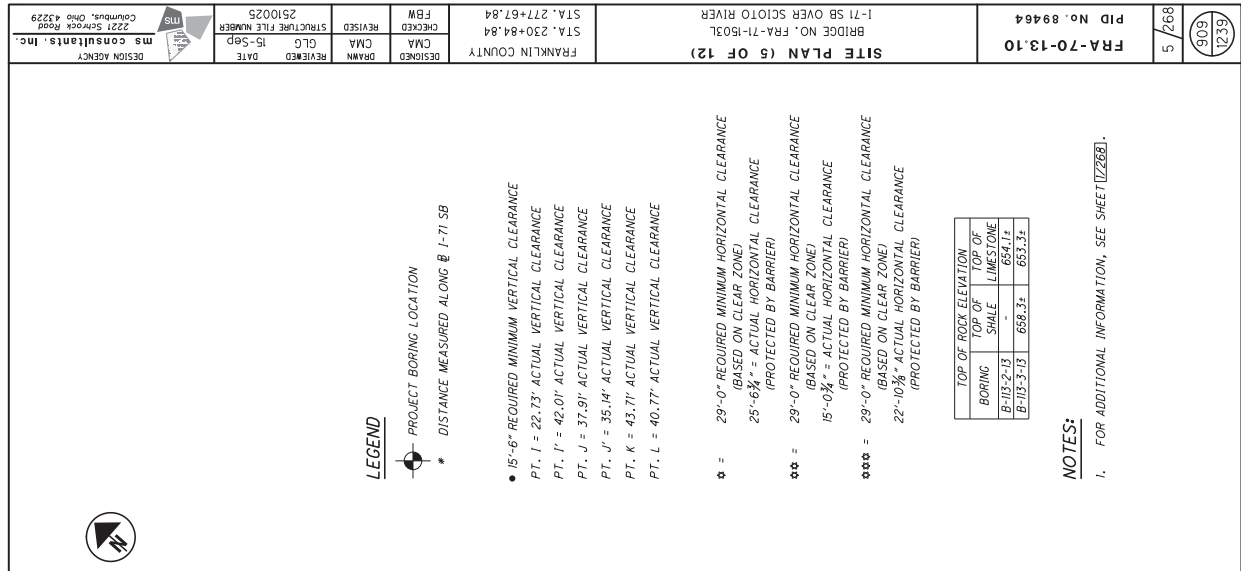 LEGEND
PROJECT BORING LOCATION
* DISTANCE MEASURED ALONG ℄ I-71 SB
• 15'-6" REQUIRED MINIMUM VERTICAL CLEARANCE
PT. I = 22.73' ACTUAL VERTICAL CLEARANCE
PT. I' = 42.01' ACTUAL VERTICAL CLEARANCE
PT. J = 37.91' ACTUAL VERTICAL CLEARANCE
PT. J' = 35.14' ACTUAL VERTICAL CLEARANCE
PT. K = 43.71' ACTUAL VERTICAL CLEARANCE
PT. L = 40.77' ACTUAL VERTICAL CLEARANCE
✡ = 29'-0" REQUIRED MINIMUM HORIZONTAL CLEARANCE
(BASED ON CLEAR ZONE)
25'-6¾" = ACTUAL HORIZONTAL CLEARANCE
(PROTECTED BY BARRIER)
✡✡ = 29'-0" REQUIRED MINIMUM HORIZONTAL CLEARANCE
(BASED ON CLEAR ZONE)
15'-0¾" = ACTUAL HORIZONTAL CLEARANCE
(PROTECTED BY BARRIER)
✡✡✡ = 29'-0" REQUIRED MINIMUM HORIZONTAL CLEARANCE
(BASED ON CLEAR ZONE)
22'-10⅜" ACTUAL HORIZONTAL CLEARANCE
(PROTECTED BY BARRIER)
TOP OF ROCK ELEVATION
BORING TOP OF SHALE TOP OF LIMESTONE
B-113-2-13 - 654.1±
B-113-3-13 658.3± 653.3±
NOTES:
1. FOR ADDITIONAL INFORMATION, SEE SHEET 1/268.
N
DESIGN AGENCY
ms consultants, inc.
2221 Schrock Road
Columbus, Ohio 43229
ms
DESIGNED CMA
CHECKED FBW
DRAWN CMA
REVISED
REVIEWED GLG
DATE 15-Sep
STRUCTURE FILE NUMBER
2510025
FRANKLIN COUNTY
STA. 230+84.84
STA. 277+67.84
SITE PLAN (5 OF 12)
BRIDGE NO. FRA-71-1503L
I-71 SB OVER SCIOTO RIVER
FRA-70-13.10
PID No. 89464
5/268
909
1239